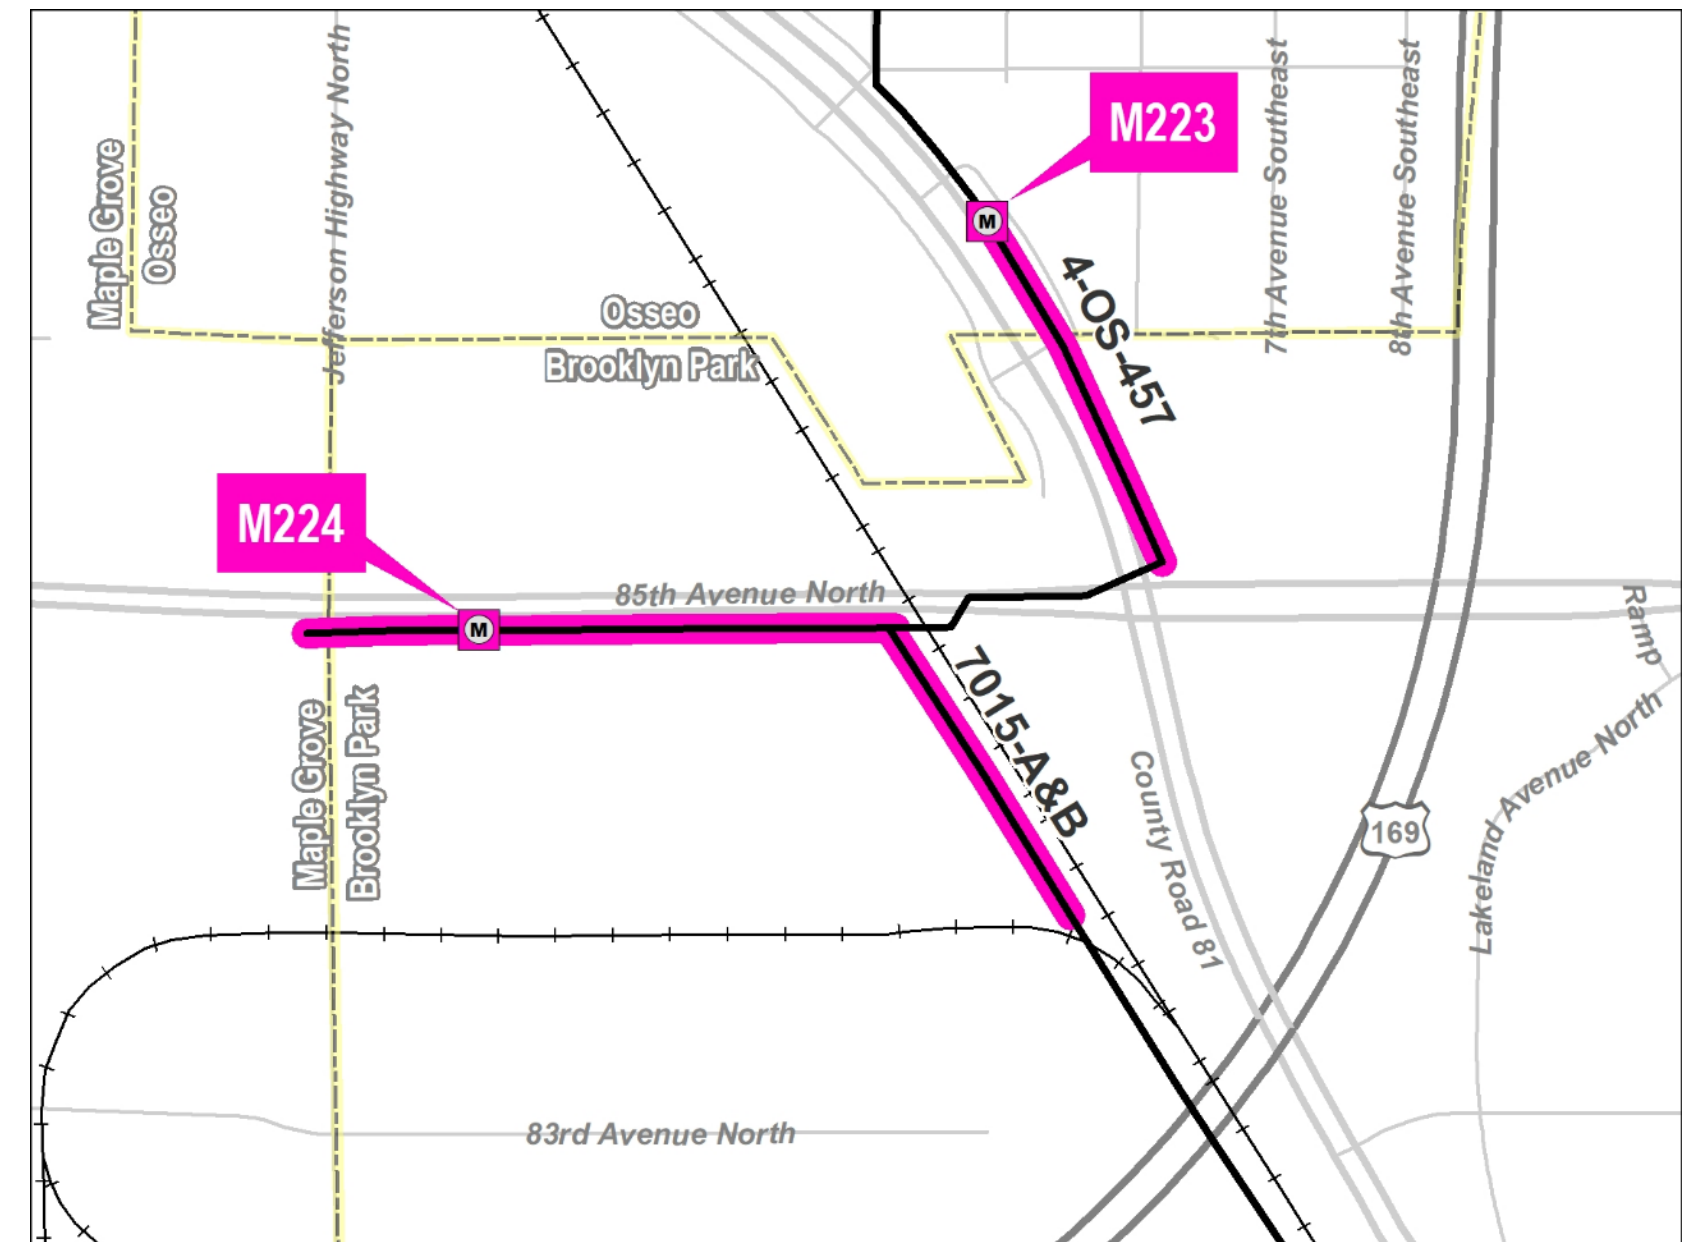 Jefferson Highway North
M223
7th Avenue Southeast
8th Avenue Southeast
Maple Grove
Osseo
M
4-OS-457
Osseo
Brooklyn Park
M224
85th Avenue North
M
Ramp
7015-A&B
Maple Grove
Brooklyn Park
County Road 81
Lakeland Avenue North
169
83rd Avenue North